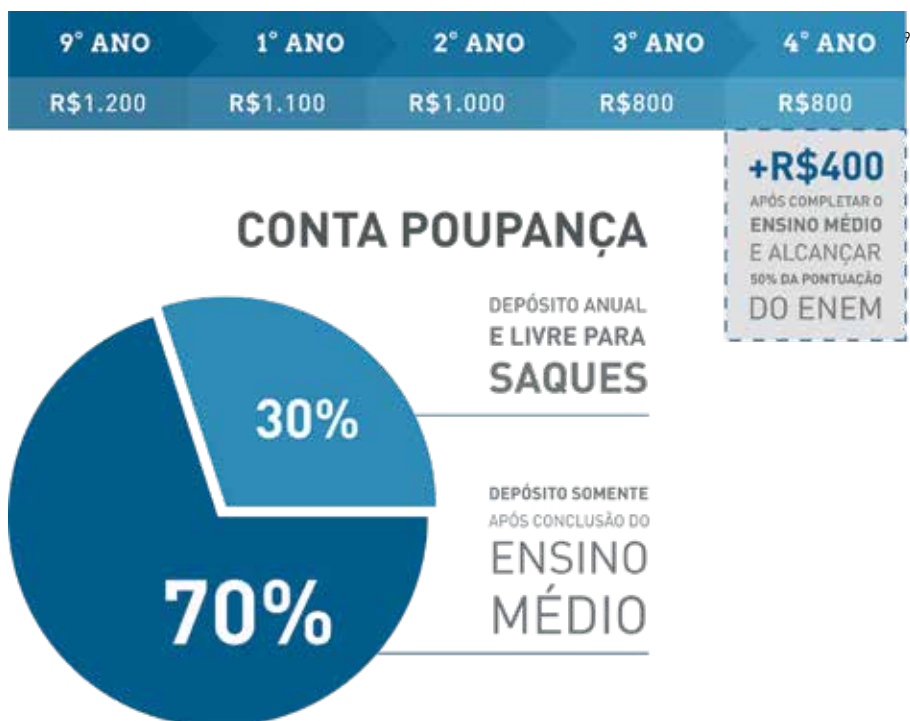 9° ANO 1° ANO 2° ANO 3° ANO 4° ANO
R$1.200 R$1.100 R$1.000 R$800 R$800
+R$400
APÓS COMPLETAR O
ENSINO MÉDIO
E ALCANÇAR
50% DA PONTUAÇÃO
DO ENEM
CONTA POUPANÇA
DEPÓSITO ANUAL
E LIVRE PARA
SAQUES
30%
DEPÓSITO SOMENTE
APÓS CONCLUSÃO DO
ENSINO
MÉDIO
70%